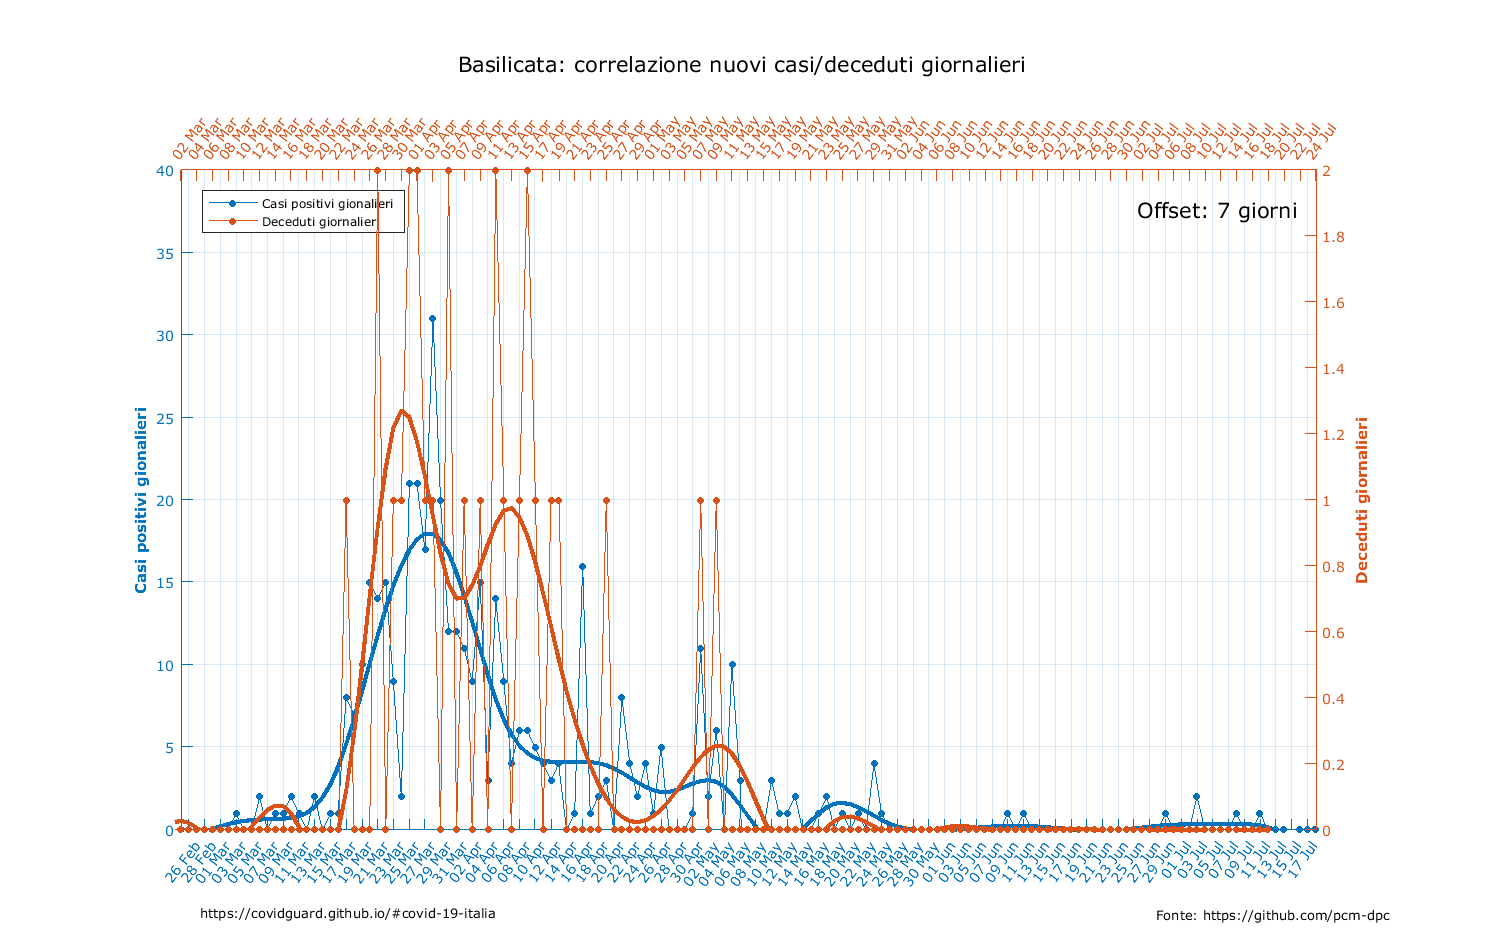 Basilicata: correlazione nuovi casi/deceduti giornalieri
02 Mar
04 Mar
06 Mar
08 Mar
10 Mar
12 Mar
14 Mar
16 Mar
18 Mar
20 Mar
22 Mar
24 Mar
26 Mar
28 Mar
30 Mar
01 Apr
03 Apr
05 Apr
07 Apr
09 Apr
11 Apr
13 Apr
15 Apr
17 Apr
19 Apr
21 Apr
23 Apr
25 Apr
27 Apr
29 Apr
01 May
03 May
05 May
07 May
09 May
11 May
13 May
15 May
17 May
19 May
21 May
23 May
25 May
27 May
29 May
31 May
02 Jun
04 Jun
06 Jun
08 Jun
10 Jun
12 Jun
14 Jun
16 Jun
18 Jun
20 Jun
22 Jun
24 Jun
26 Jun
28 Jun
30 Jun
02 Jul
04 Jul
06 Jul
08 Jul
10 Jul
12 Jul
14 Jul
16 Jul
18 Jul
20 Jul
22 Jul
24 Jul
Casi positivi gionalieri
Deceduti giornalieri
Offset: 7 giorni
40
35
30
25
20
15
10
5
0
Casi positivi gionalieri
2
1.8
1.6
1.4
1.2
1
0.8
0.6
0.4
0.2
0
Deceduti giornalieri
26 Feb
28 Feb
01 Mar
03 Mar
05 Mar
07 Mar
09 Mar
11 Mar
13 Mar
15 Mar
17 Mar
19 Mar
21 Mar
23 Mar
25 Mar
27 Mar
29 Mar
31 Mar
02 Apr
04 Apr
06 Apr
08 Apr
10 Apr
12 Apr
14 Apr
16 Apr
18 Apr
20 Apr
22 Apr
24 Apr
26 Apr
28 Apr
30 Apr
02 May
04 May
06 May
08 May
10 May
12 May
14 May
16 May
18 May
20 May
22 May
24 May
26 May
28 May
30 May
01 Jun
03 Jun
05 Jun
07 Jun
09 Jun
11 Jun
13 Jun
15 Jun
17 Jun
19 Jun
21 Jun
23 Jun
25 Jun
27 Jun
29 Jun
01 Jul
03 Jul
05 Jul
07 Jul
09 Jul
11 Jul
13 Jul
15 Jul
17 Jul
https://covidguard.github.io/#covid-19-italia
Fonte: https://github.com/pcm-dpc